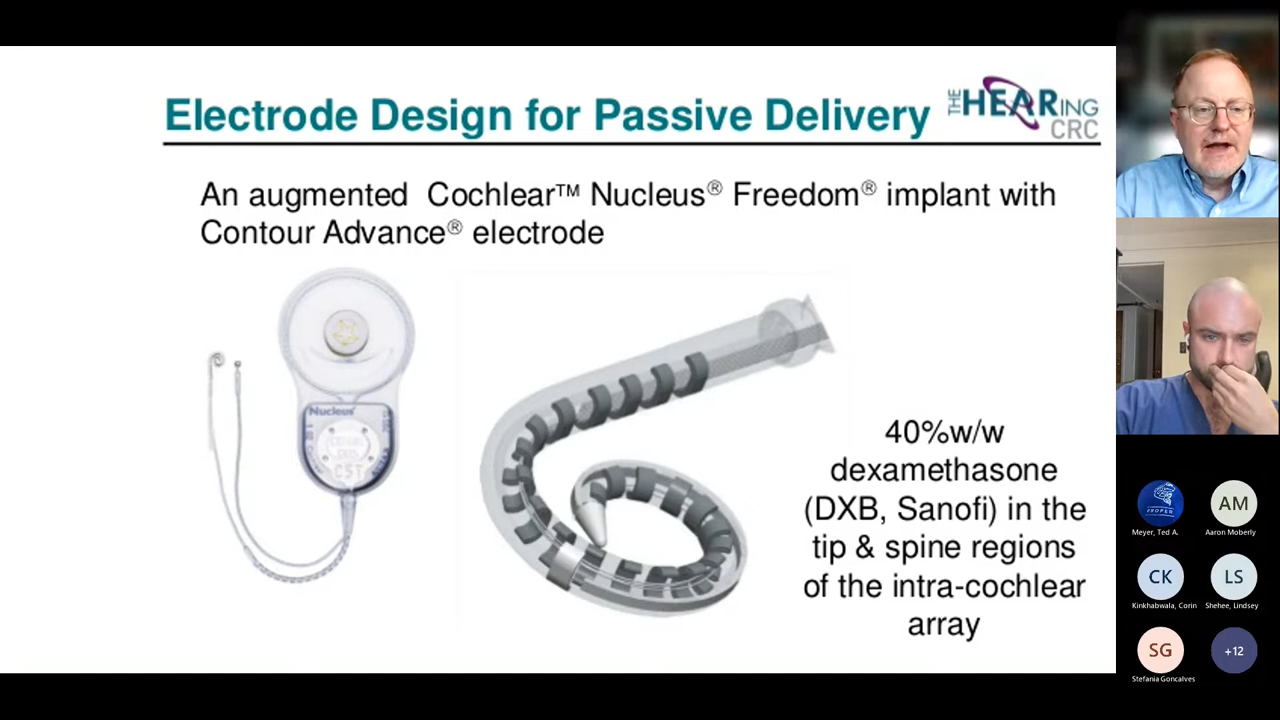 Electrode Design for Passive Delivery
THE HEARING CRC
An augmented Cochlear™ Nucleus® Freedom® implant with
Contour Advance® electrode
Nucleus
40%w/w
dexamethasone
(DXB, Sanofi) in the
tip & spine regions
of the intra-cochlear
array
PROPEL
Meyer, Ted A.
AM
Aaron Moberly
CK
Kinkhabwala, Corin
LS
Shehee, Lindsey
SG
Stefania Goncalves
+12